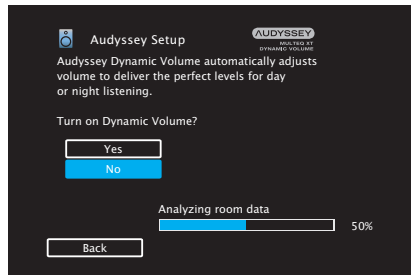 Audyssey Setup
AUDYSSEY
MULTEQ XT
DYNAMIC VOLUME
Audyssey Dynamic Volume automatically adjusts
volume to deliver the perfect levels for day
or night listening.
Turn on Dynamic Volume?
Yes
No
Analyzing room data
50%
Back